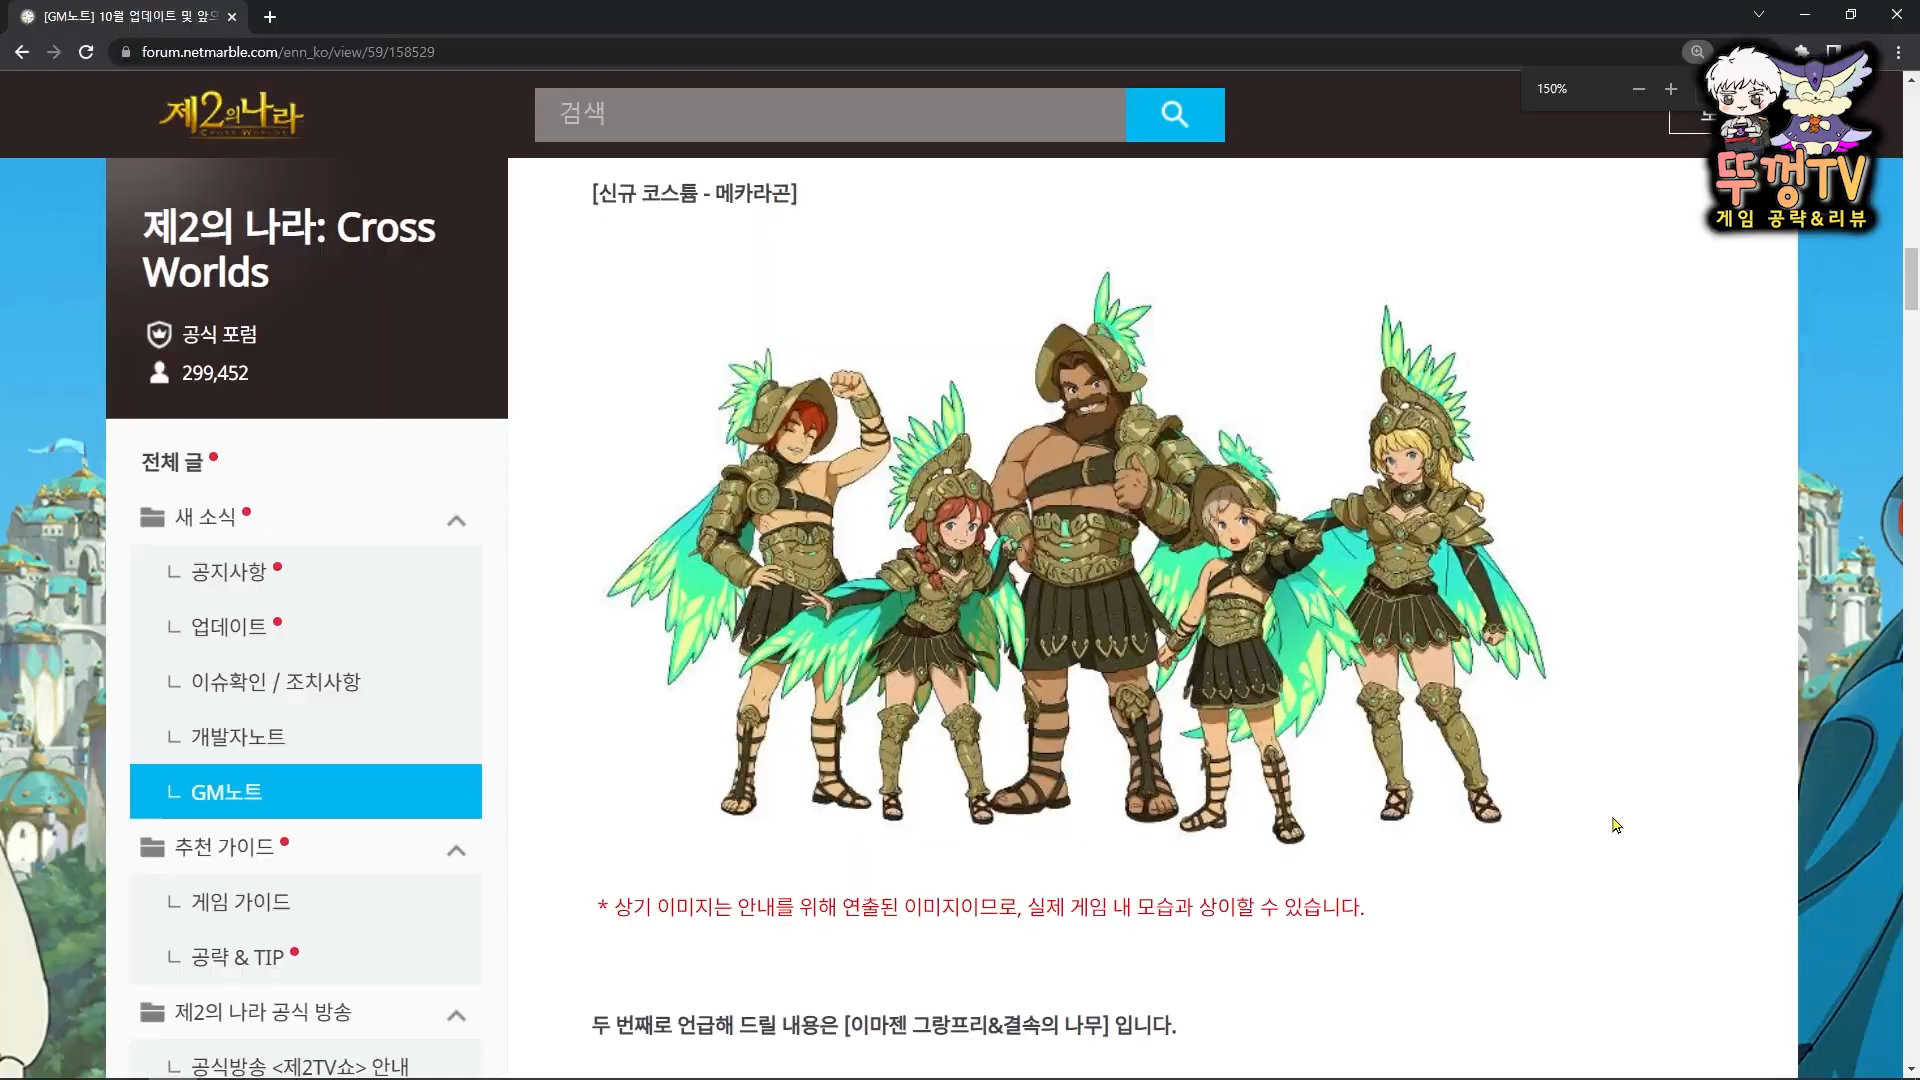 [GM노트] 10월 업데이트 및 앞으
forum.netmarble.com/enn_ko/view/59/158529
150%
제2의나라
CROSS WORLDS
검색
뚜껑TV
게임 공략&리뷰
제2의 나라: Cross
Worlds
공식 포럼
299,452
전체 글
새 소식
ㄴ 공지사항
ㄴ 업데이트
ㄴ 이슈확인 / 조치사항
ㄴ 개발자노트
ㄴ GM노트
추천 가이드
ㄴ 게임 가이드
ㄴ 공략 & TIP
제2의 나라 공식 방송
ㄴ 공식방송 <제2TV쇼> 안내
[신규 코스튬 - 메카라곤]
* 상기 이미지는 안내를 위해 연출된 이미지이므로, 실제 게임 내 모습과 상이할 수 있습니다.
두 번째로 언급해 드릴 내용은 [이마젠 그랑프리&결속의 나무] 입니다.